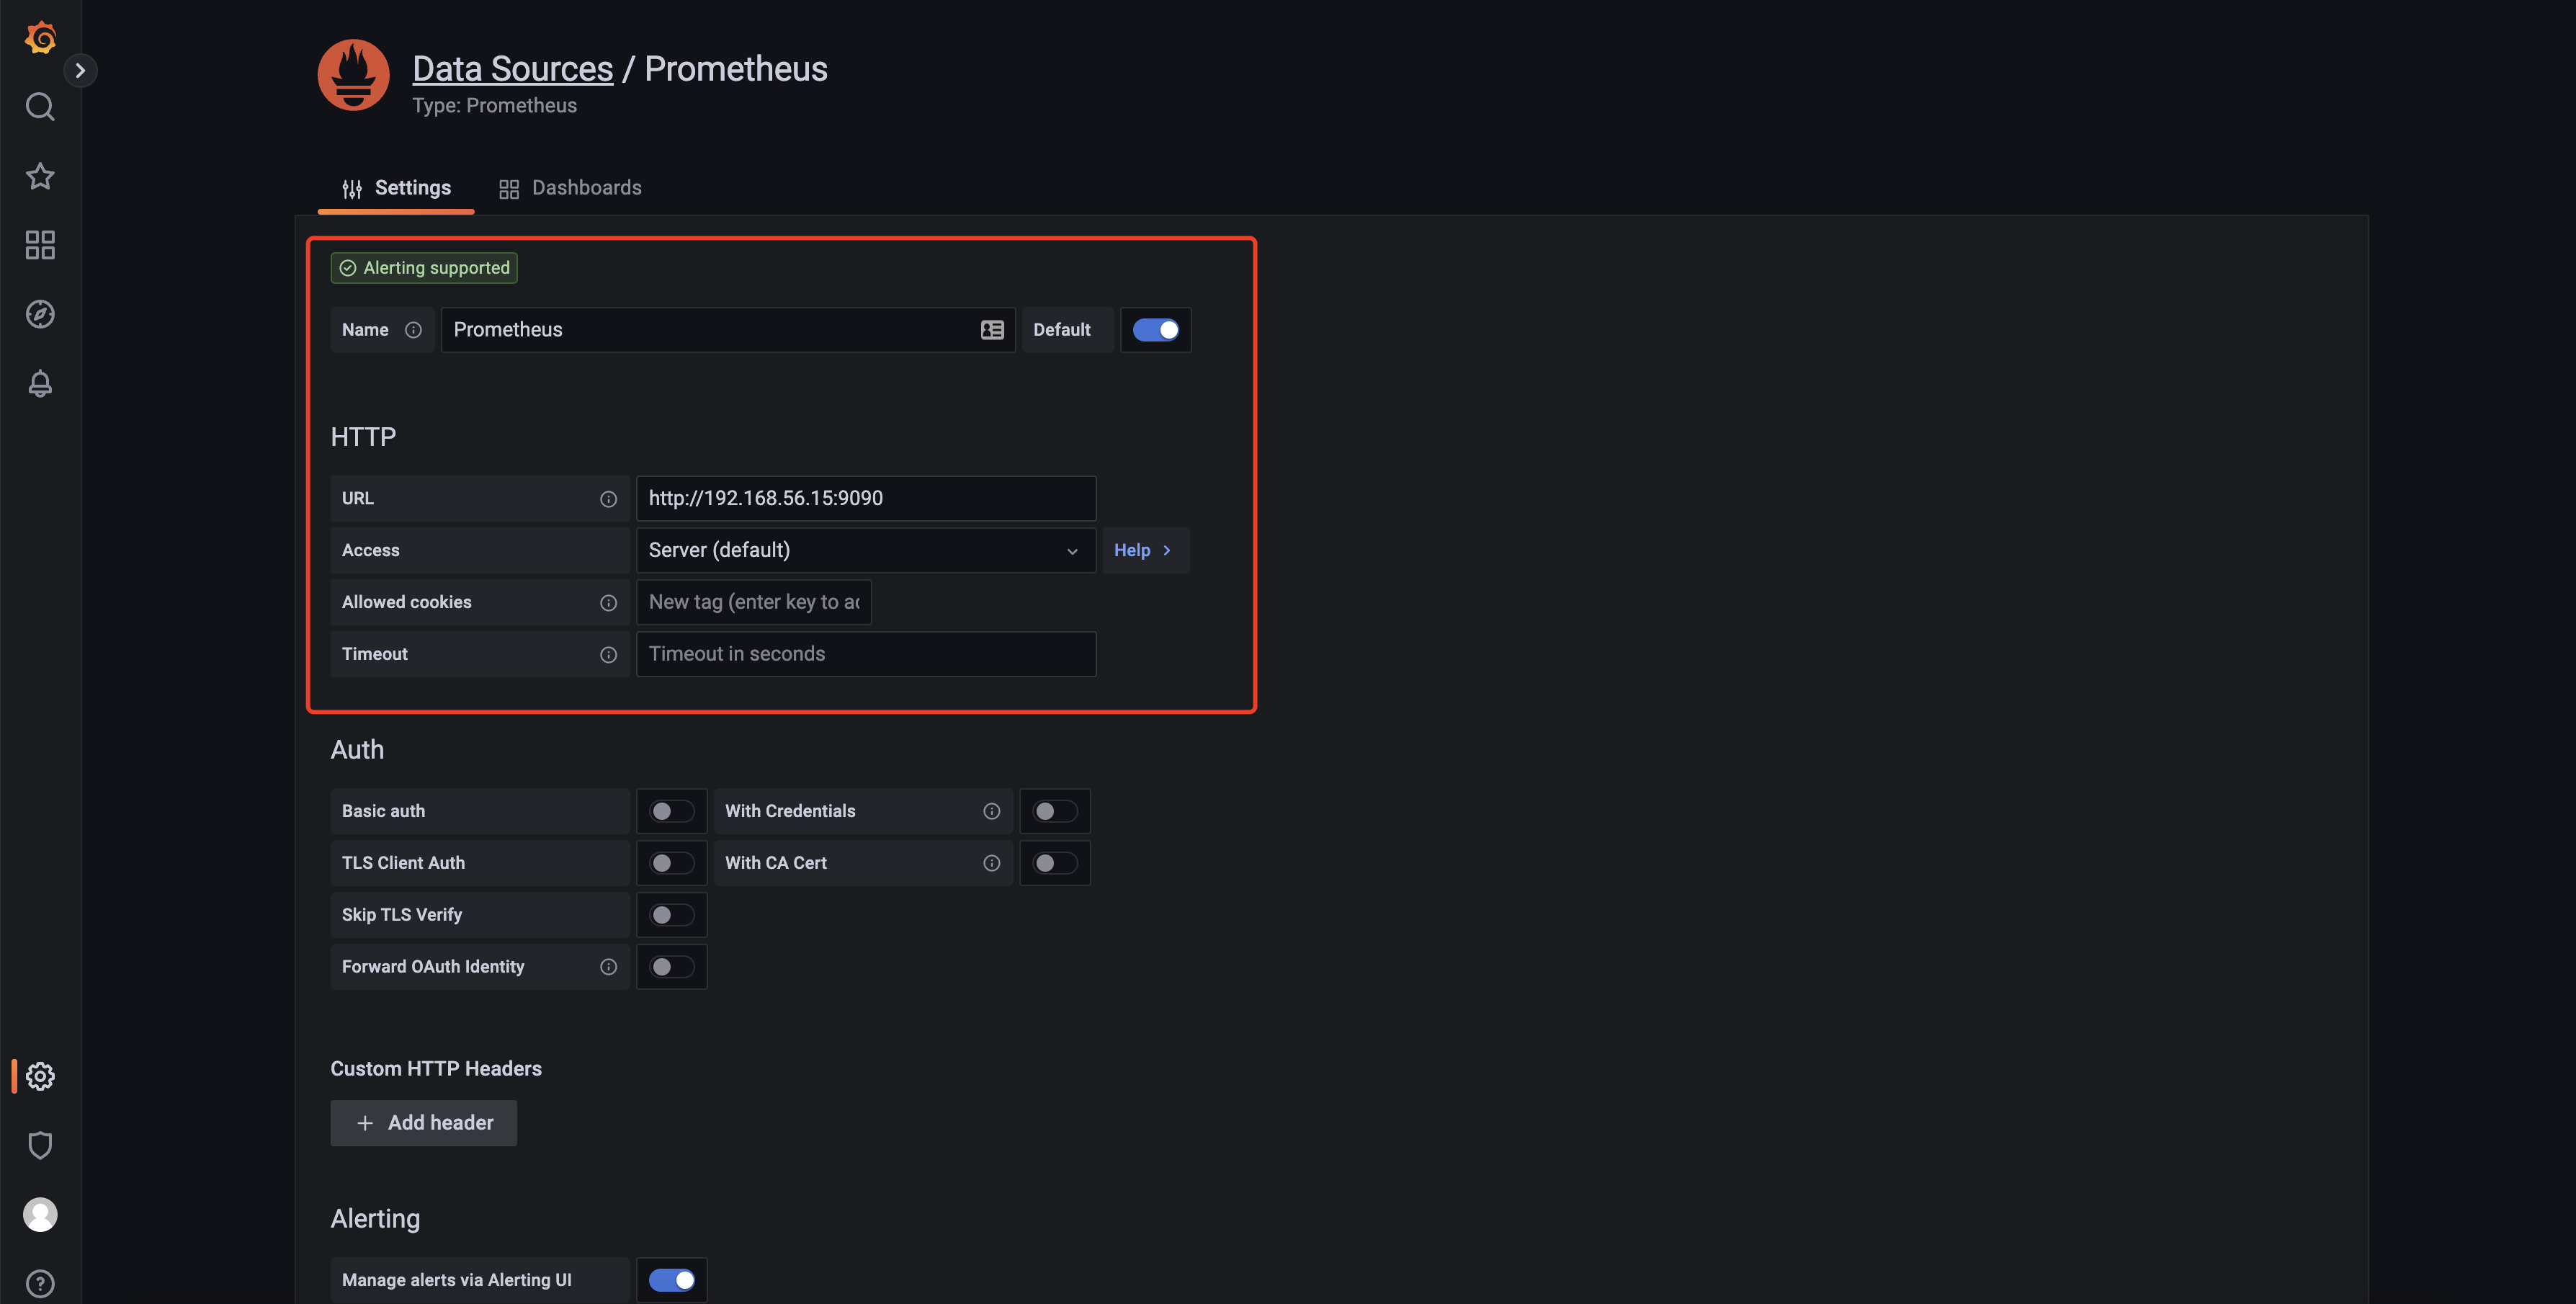 Data Sources / Prometheus
Type: Prometheus
Settings
Dashboards
Alerting supported
Name
Prometheus
Default
HTTP
URL
http://192.168.56.15:9090
Access
Server (default)
Help
Allowed cookies
New tag (enter key to ad
Timeout
Timeout in seconds
Auth
Basic auth
With Credentials
TLS Client Auth
With CA Cert
Skip TLS Verify
Forward OAuth Identity
Custom HTTP Headers
Add header
Alerting
Manage alerts via Alerting UI